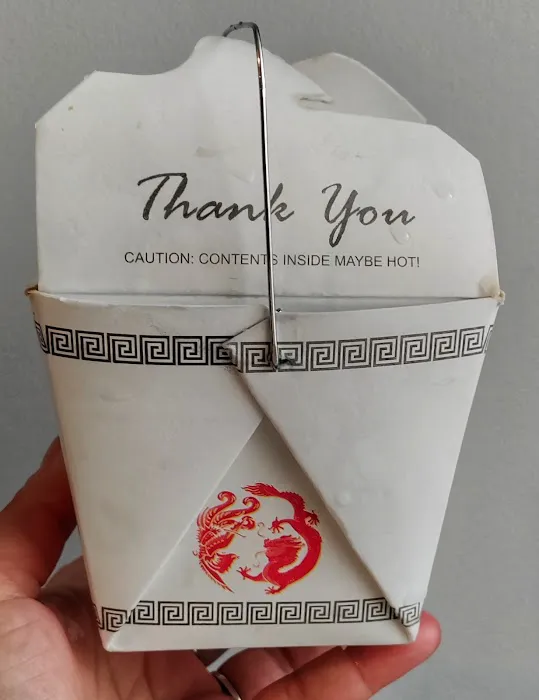 Thank You
CAUTION: CONTENTS INSIDE MAYBE HOT!